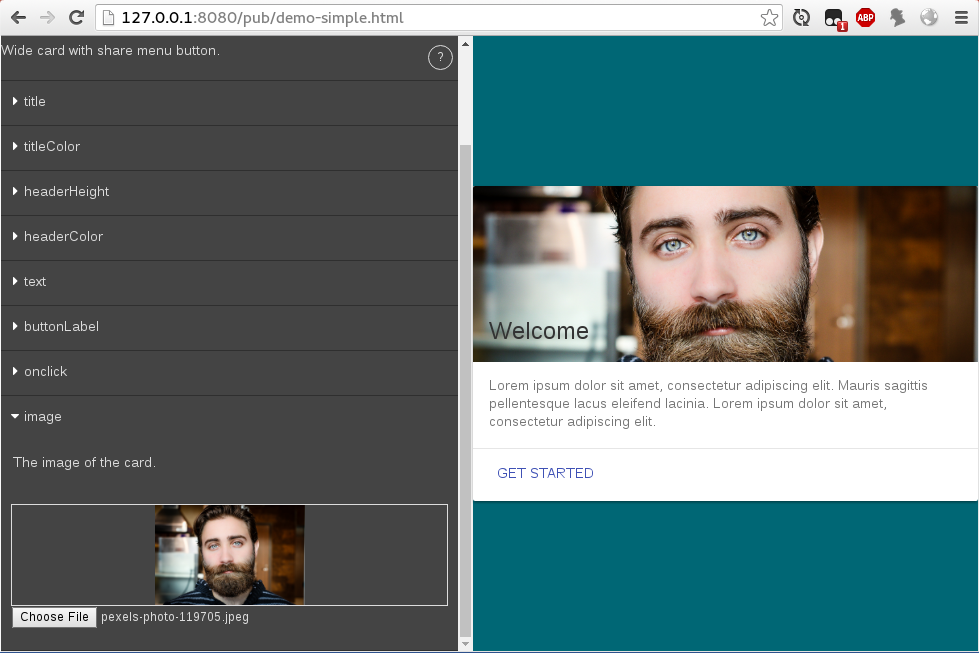 127.0.0.1:8080/pub/demo-simple.html
1
ABP
Wide card with share menu button.
?
title
titleColor
headerHeight
headerColor
text
buttonLabel
onclick
image
The image of the card.
Choose File pexels-photo-119705.jpeg
Welcome
Lorem ipsum dolor sit amet, consectetur adipiscing elit. Mauris sagittis
pellentesque lacus eleifend lacinia. Lorem ipsum dolor sit amet,
consectetur adipiscing elit.
GET STARTED